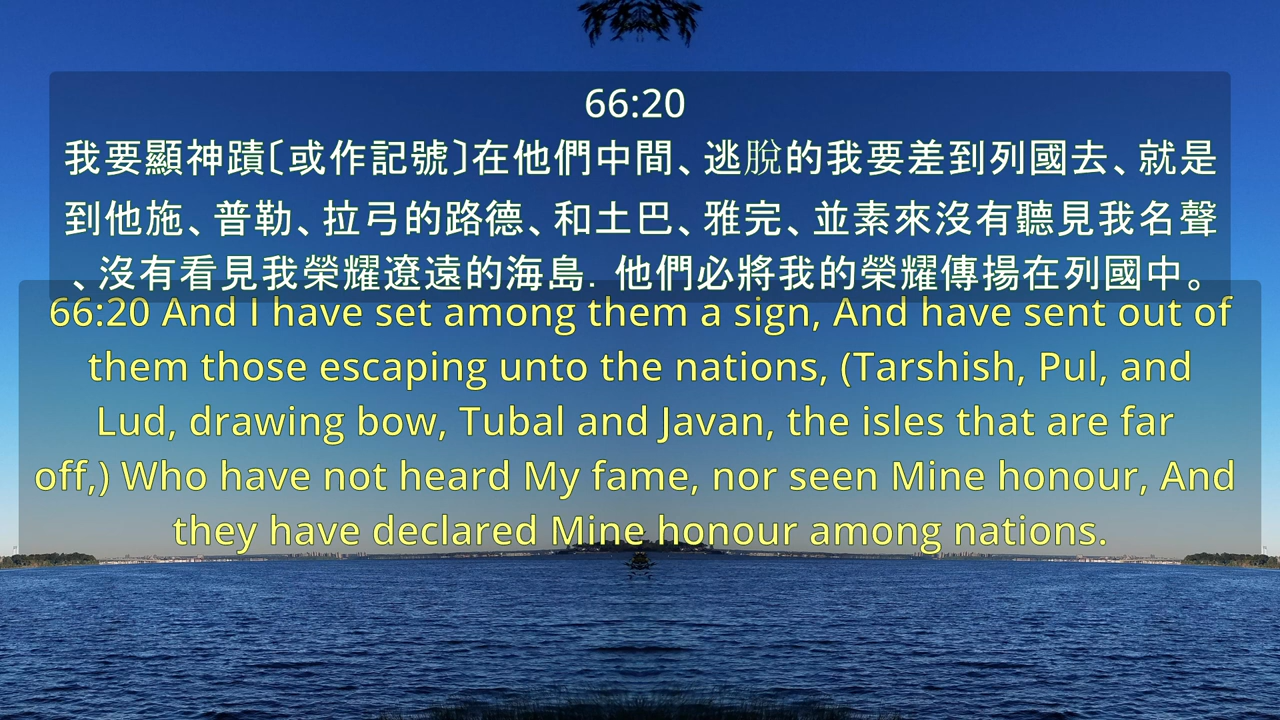 66:20
我要顯神蹟〔或作記號〕在他們中間、逃脫的我要差到列國去、就是
到他施、普勒、拉弓的路德、和土巴、雅完、並素來沒有聽見我名聲
、沒有看見我榮耀遼遠的海島．他們必將我的榮耀傳揚在列國中。
66:20 And I have set among them a sign, And have sent out of
them those escaping unto the nations, (Tarshish, Pul, and
Lud, drawing bow, Tubal and Javan, the isles that are far
off,) Who have not heard My fame, nor seen Mine honour, And
they have declared Mine honour among nations.